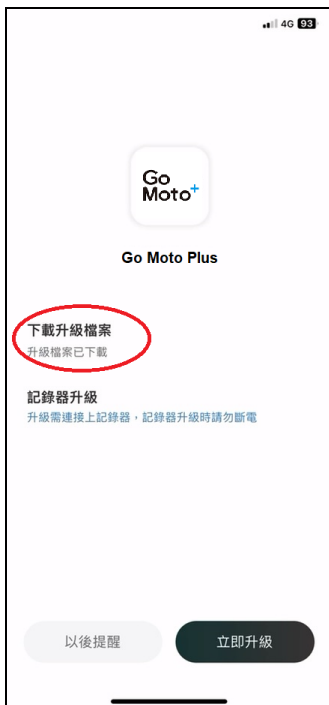 4G 93
Go
Moto+
Go Moto Plus
下載升級檔案
升級檔案已下載
記錄器升級
升級需連接上記錄器，記錄器升級時請勿斷電
以後提醒
立即升級